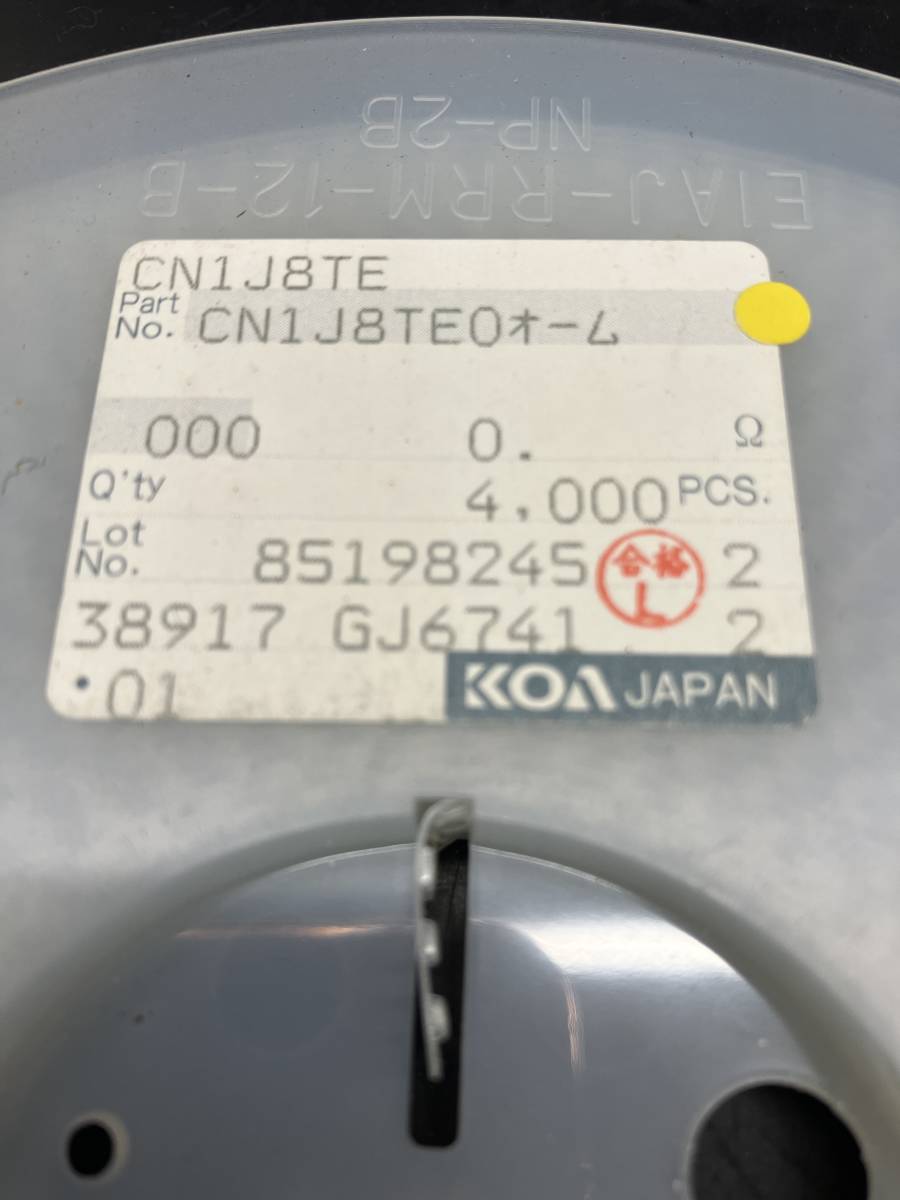 NP-2B
EIAJ-RRM-12-B
CN1J8TE
Part No. CN1J8TE0オーム
000 0. Ω
Q'ty 4,000 PCS.
Lot No. 85198245 合格 L 2
38917 GJ6741 2
01 KOA JAPAN